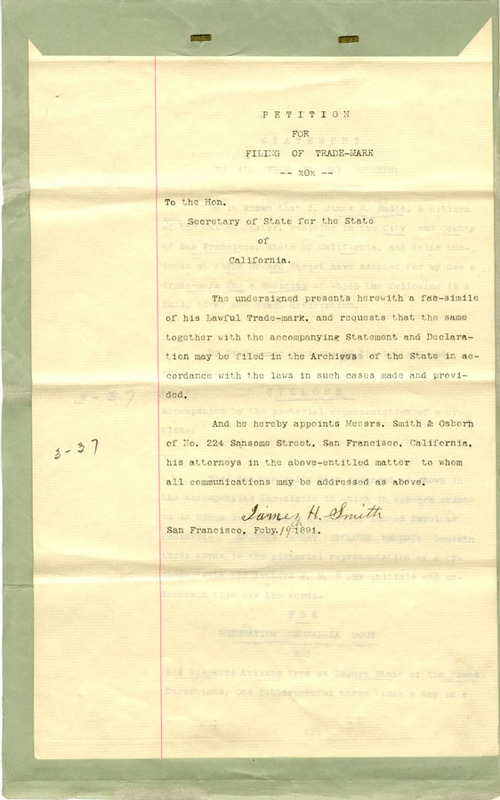 PETITION
FOR
FILING OF TRADE-MARK
-- xOx --
To the Hon.
Secretary of State for the State
of
California.
The undersigned presents herewith a fac-simile
of his Lawful Trade-mark, and requests that the same
together with the accompanying Statement and Declara-
tion may be filed in the Archives of the State in ac-
cordance with the laws in such cases made and provi-
ded.
And he hereby appoints Messrs. Smith & Osborn
of No. 224 Sansome Street, San Francisco, California,
his attorneys in the above-entitled matter to whom
all communications may be addressed as above.
3-37
James H. Smith
San Francisco, Feby. 19th 1891.